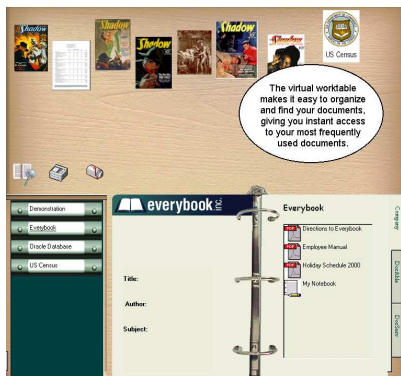 Shadow
Shadow
Shadow
Shadow
US Census
The virtual worktable
makes it easy to organize
and find your documents,
giving you instant access
to your most frequently
used documents.
Demonstration
Everybook
Oracle Database
US Census
everybook inc.
Title:
Author:
Subject:
Everybook
Directions to Everybook
Employee Manual
Holiday Schedule 2000
My Notebook
Company
DocAble
DocServ